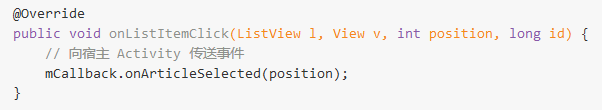 @Override
public void onListItemClick(ListView l, View v, int position, long id) {
    // 向宿主 Activity 传送事件
    mCallback.onArticleSelected(position);
}